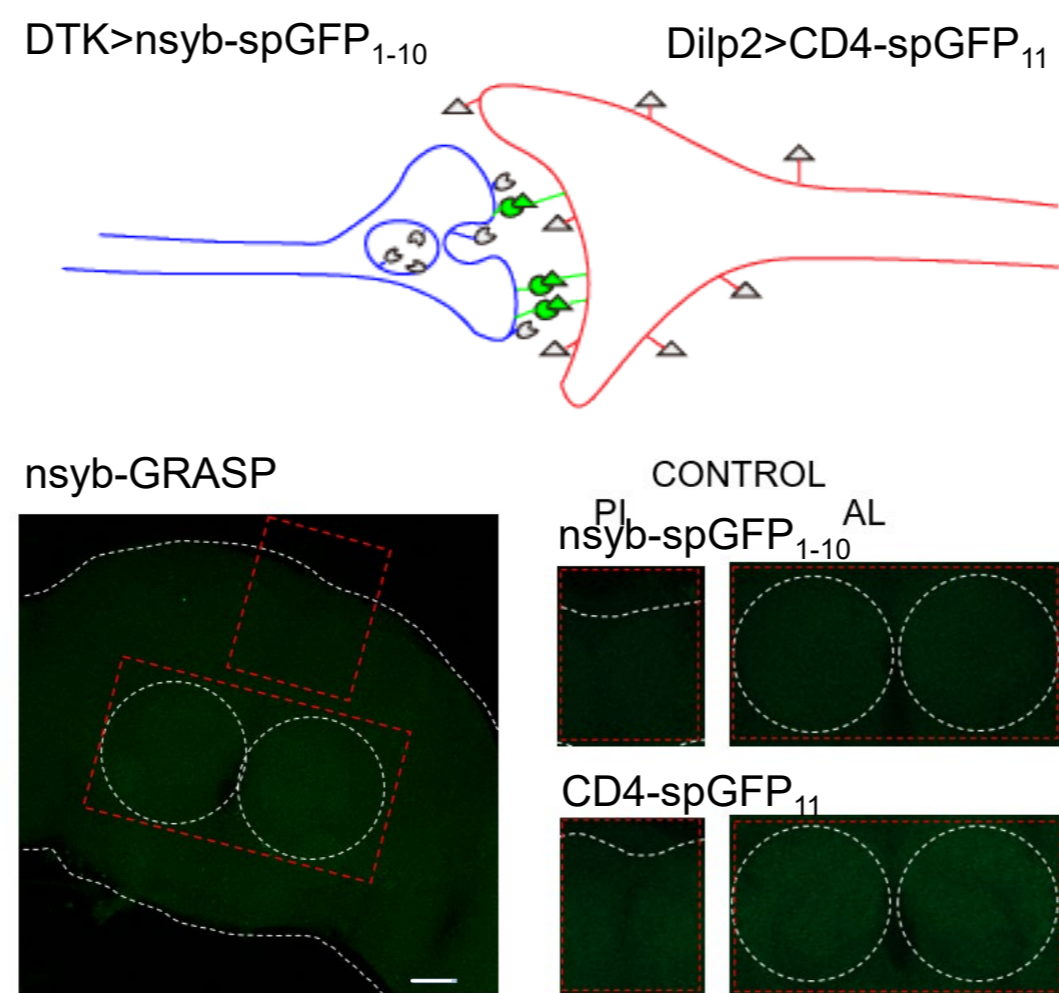 DTK>nsyb-spGFP1-10
Dilp2>CD4-spGFP11
nsyb-GRASP
CONTROL
PI
AL
nsyb-spGFP1-10
CD4-spGFP11